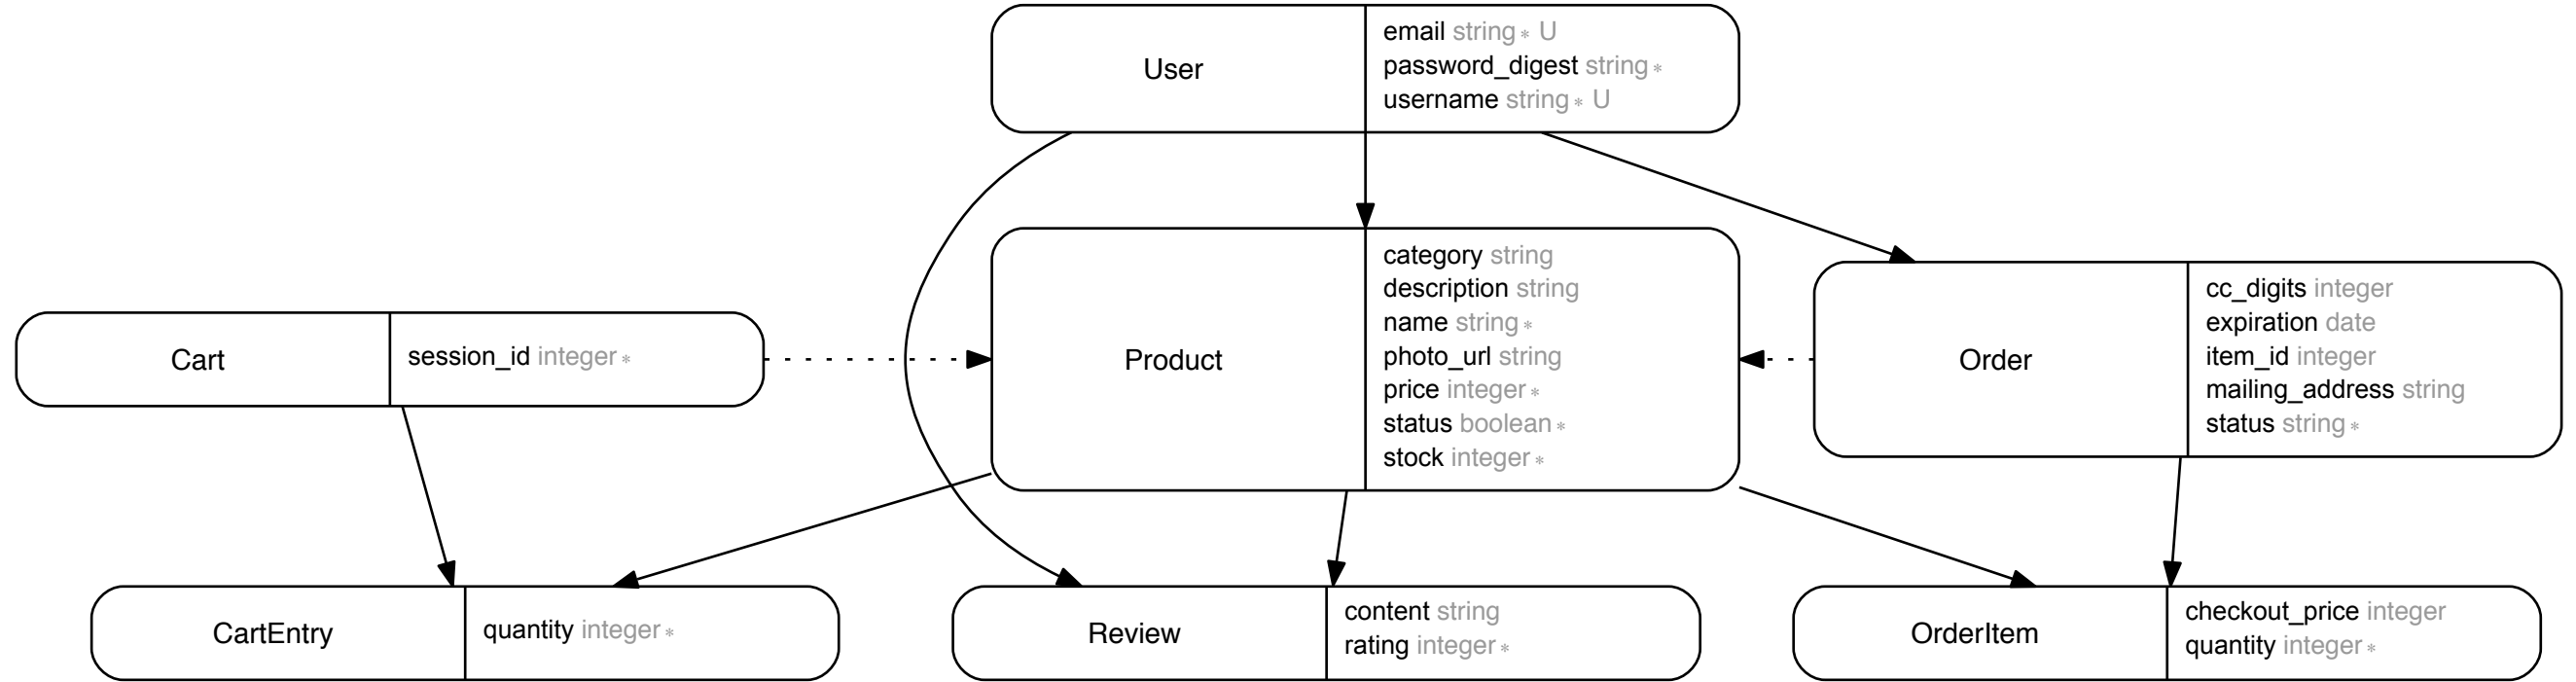 User
email string* U
password_digest string*
username string* U
Product
category string
description string
name string*
photo_url string
price integer*
status boolean*
stock integer*
Cart
session_id integer*
Order
cc_digits integer
expiration date
item_id integer
mailing_address string
status string*
CartEntry
quantity integer*
Review
content string
rating integer*
OrderItem
checkout_price integer
quantity integer*